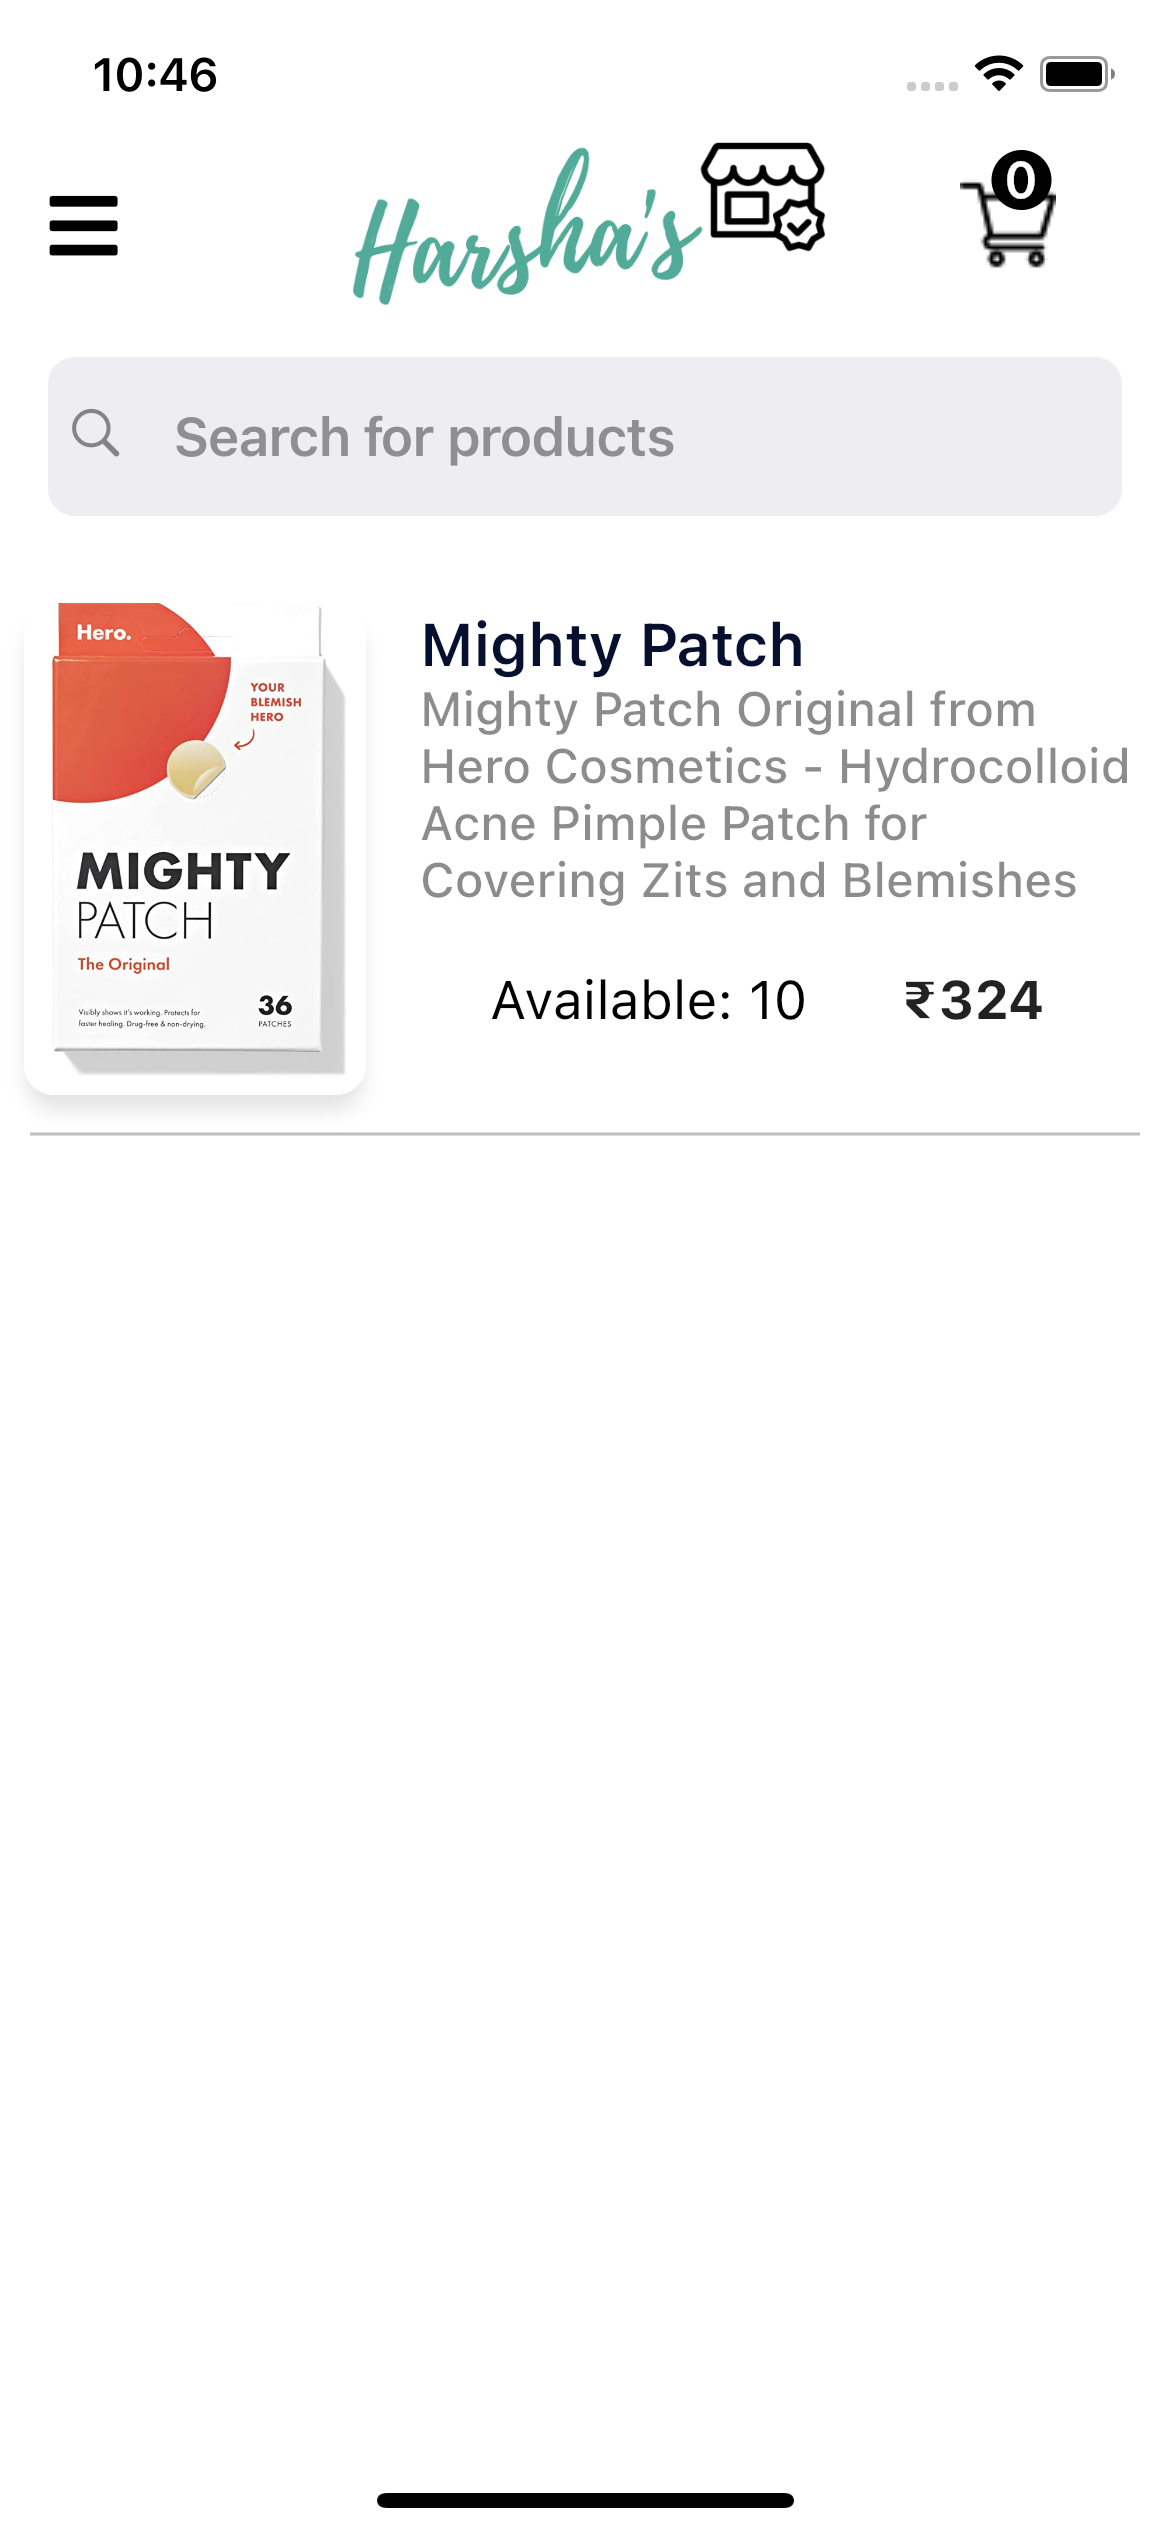 10:46
Harsha's
0
Search for products
Hero.
YOUR
BLEMISH
HERO
MIGHTY
PATCH
The Original
Visibly shows it's working. Protects for
faster healing. Drug-free & non-drying.
36
PATCHES
Mighty Patch
Mighty Patch Original from
Hero Cosmetics - Hydrocolloid
Acne Pimple Patch for
Covering Zits and Blemishes
Available: 10
₹324